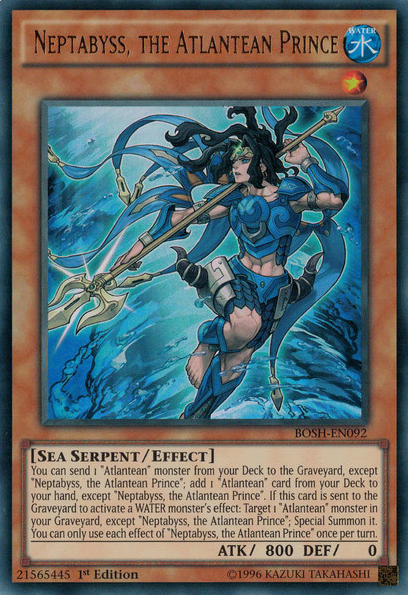 NEPTABYSS, THE ATLANTEAN PRINCE
WATER
水
BOSH-EN092
[SEA SERPENT/EFFECT]
You can send 1 "Atlantean" monster from your Deck to the Graveyard, except
"Neptabyss, the Atlantean Prince"; add 1 "Atlantean" card from your Deck to
your hand, except "Neptabyss, the Atlantean Prince". If this card is sent to the
Graveyard to activate a WATER monster's effect: Target 1 "Atlantean" monster in
your Graveyard, except "Neptabyss, the Atlantean Prince"; Special Summon it.
You can only use each effect of "Neptabyss, the Atlantean Prince" once per turn.
ATK/ 800 DEF/ 0
21565445 1st Edition ©1996 KAZUKI TAKAHASHI